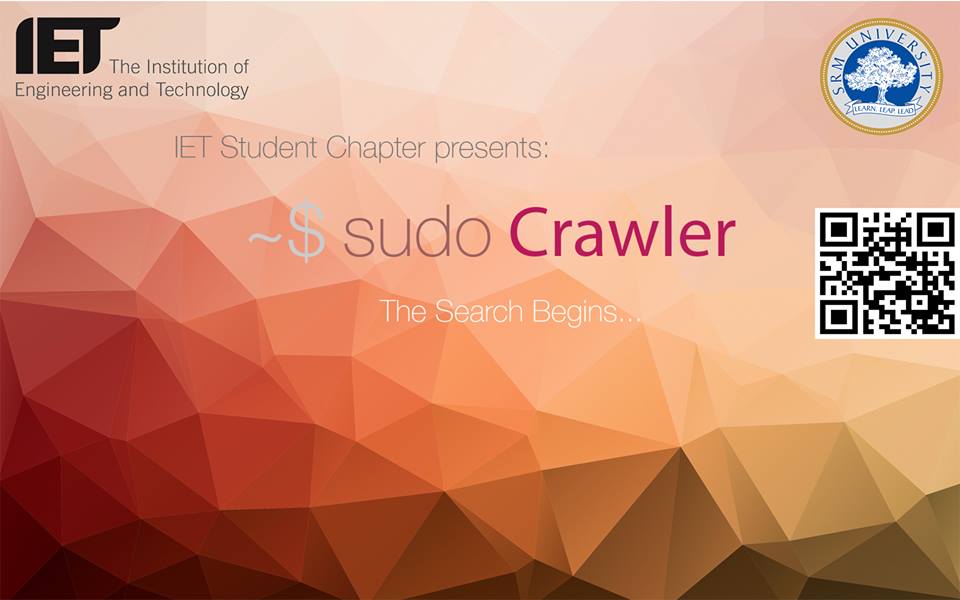 IET The Institution of
Engineering and Technology
SRM UNIVERSITY
LEARN. LEAP. LEAD
IET Student Chapter presents:
~$ sudo Crawler
The Search Begins...